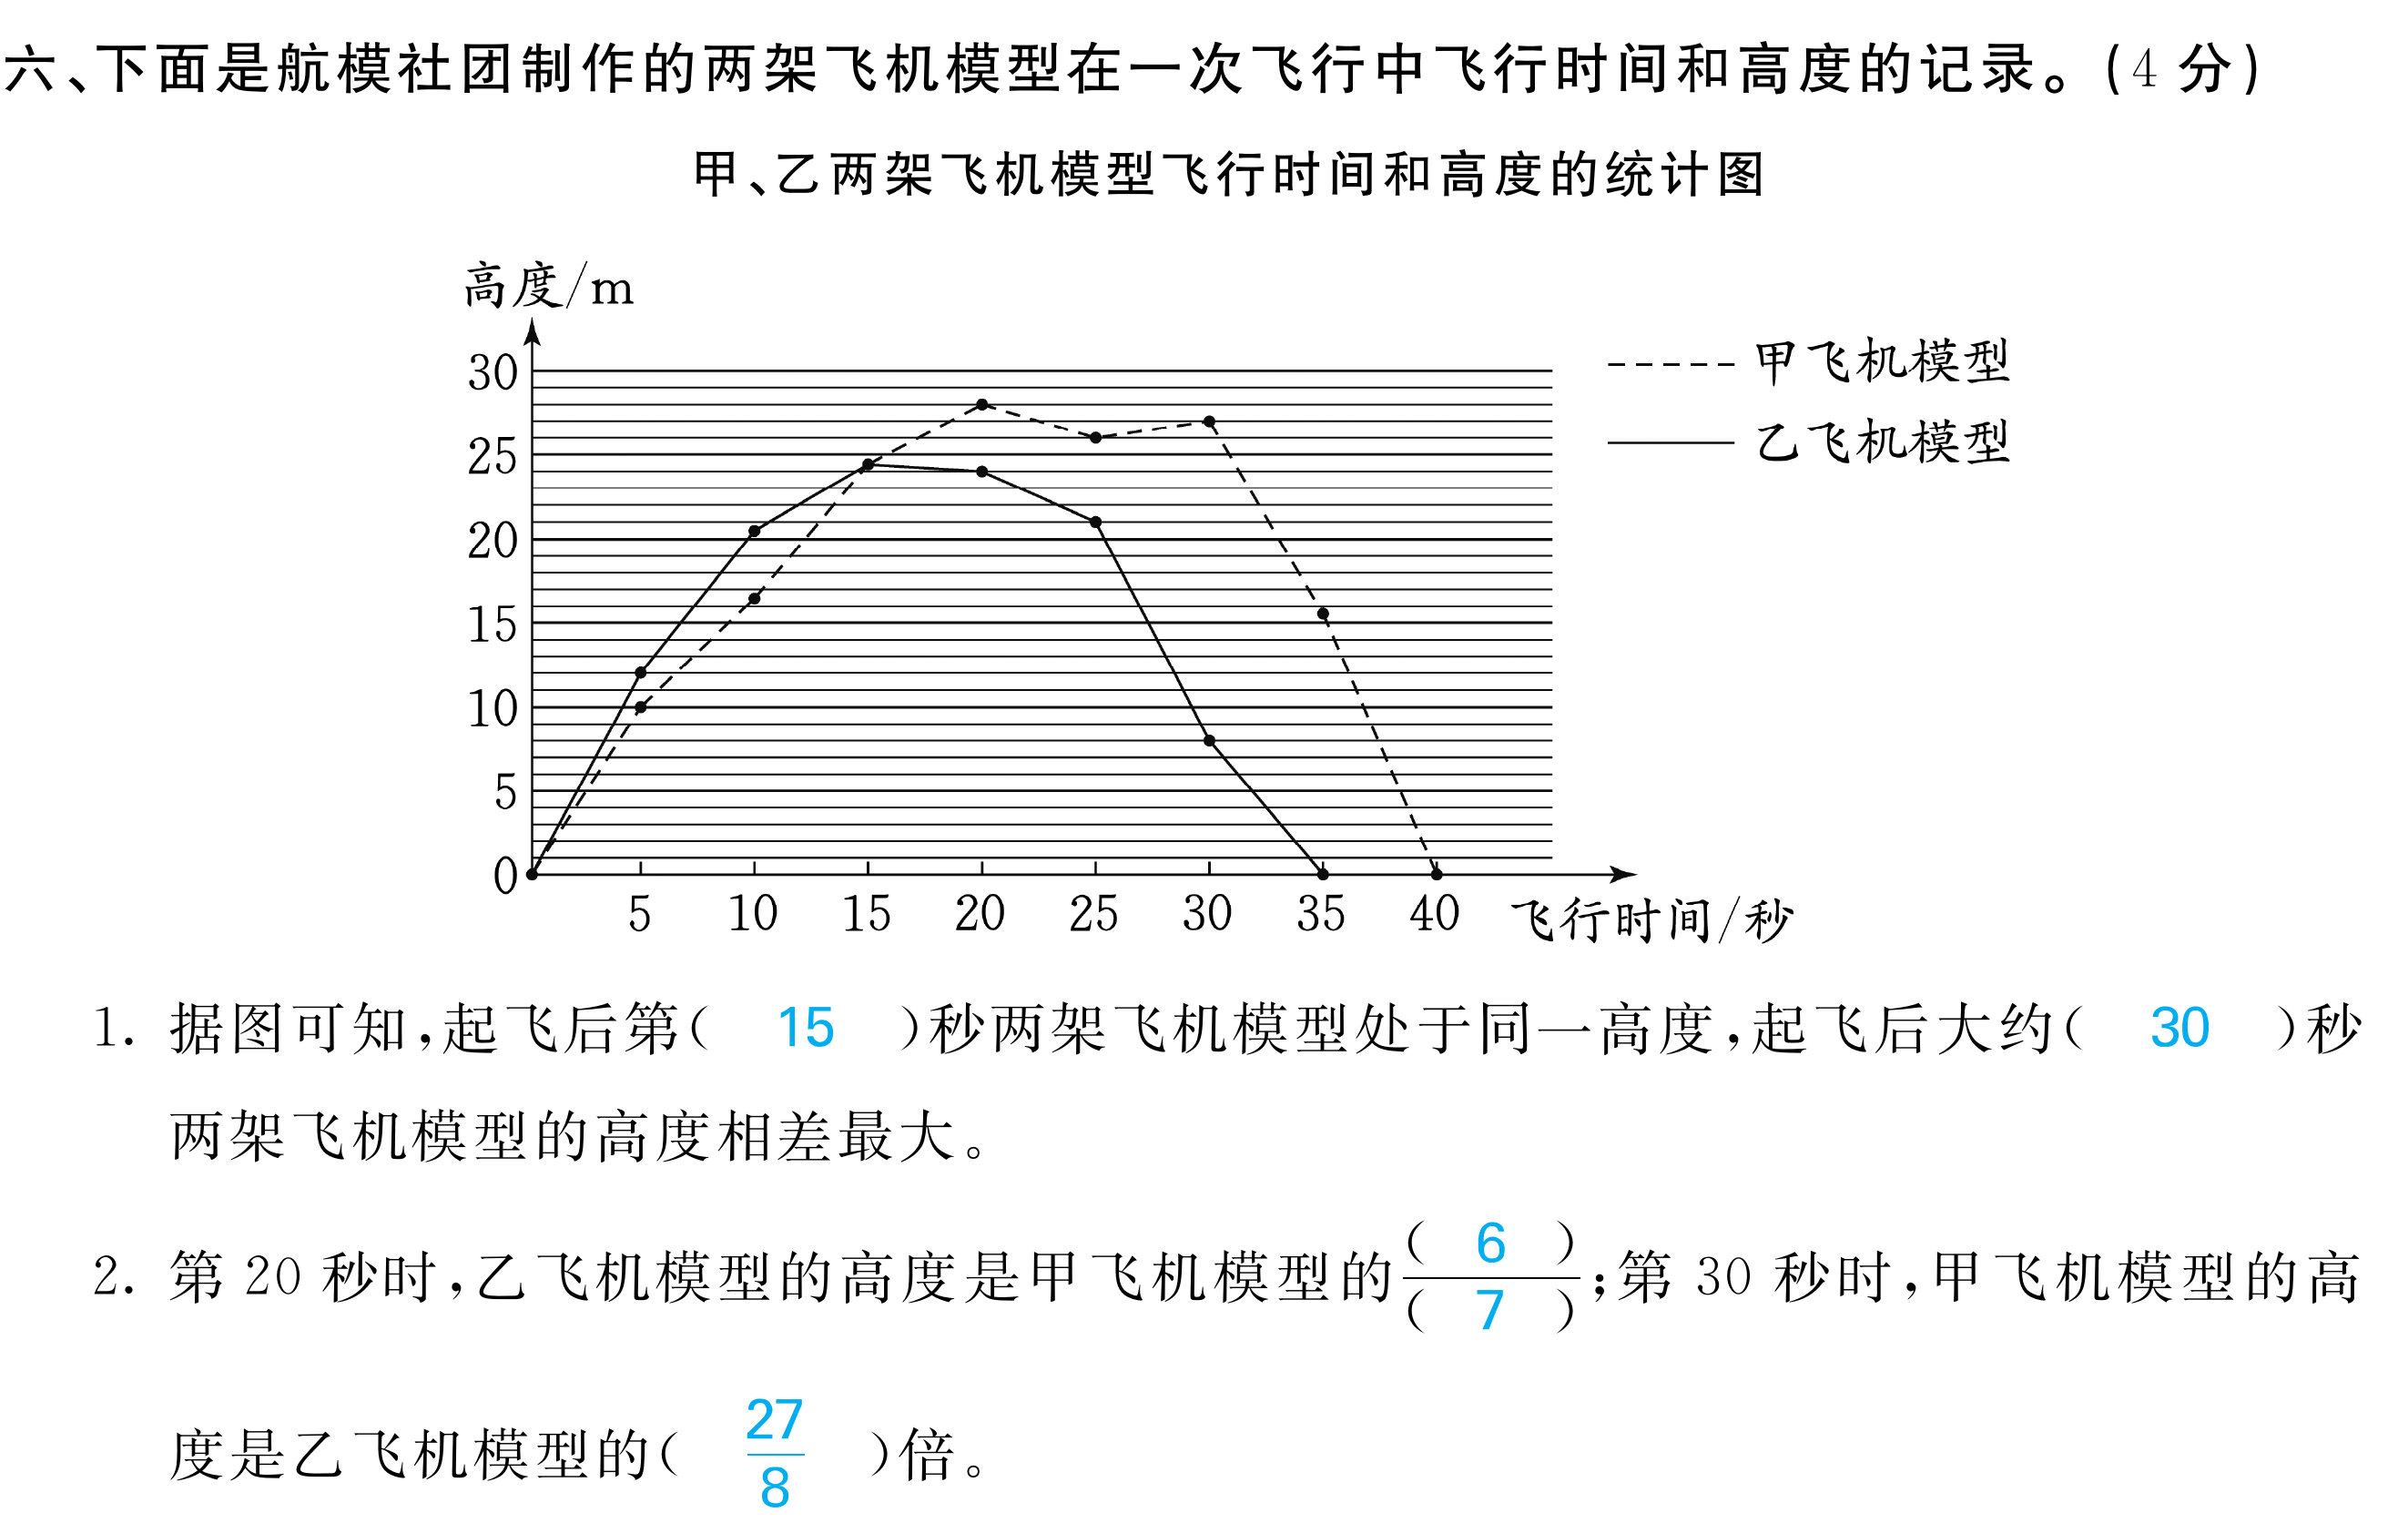 六、下面是航模社团制作的两架飞机模型在一次飞行中飞行时间和高度的记录。(4 分)
甲、乙两架飞机模型飞行时间和高度的统计图
高度/m
30
25
20
15
10
5
0
甲飞机模型
乙飞机模型
5 10 15 20 25 30 35 40 飞行时间/秒
1. 据图可知,起飞后第( 15 )秒两架飞机模型处于同一高度,起飞后大约( 30 )秒
两架飞机模型的高度相差最大。
2. 第 20 秒时,乙飞机模型的高度是甲飞机模型的( 6 )/( 7 );第 30 秒时,甲飞机模型的高
度是乙飞机模型的( 27/8 )倍。